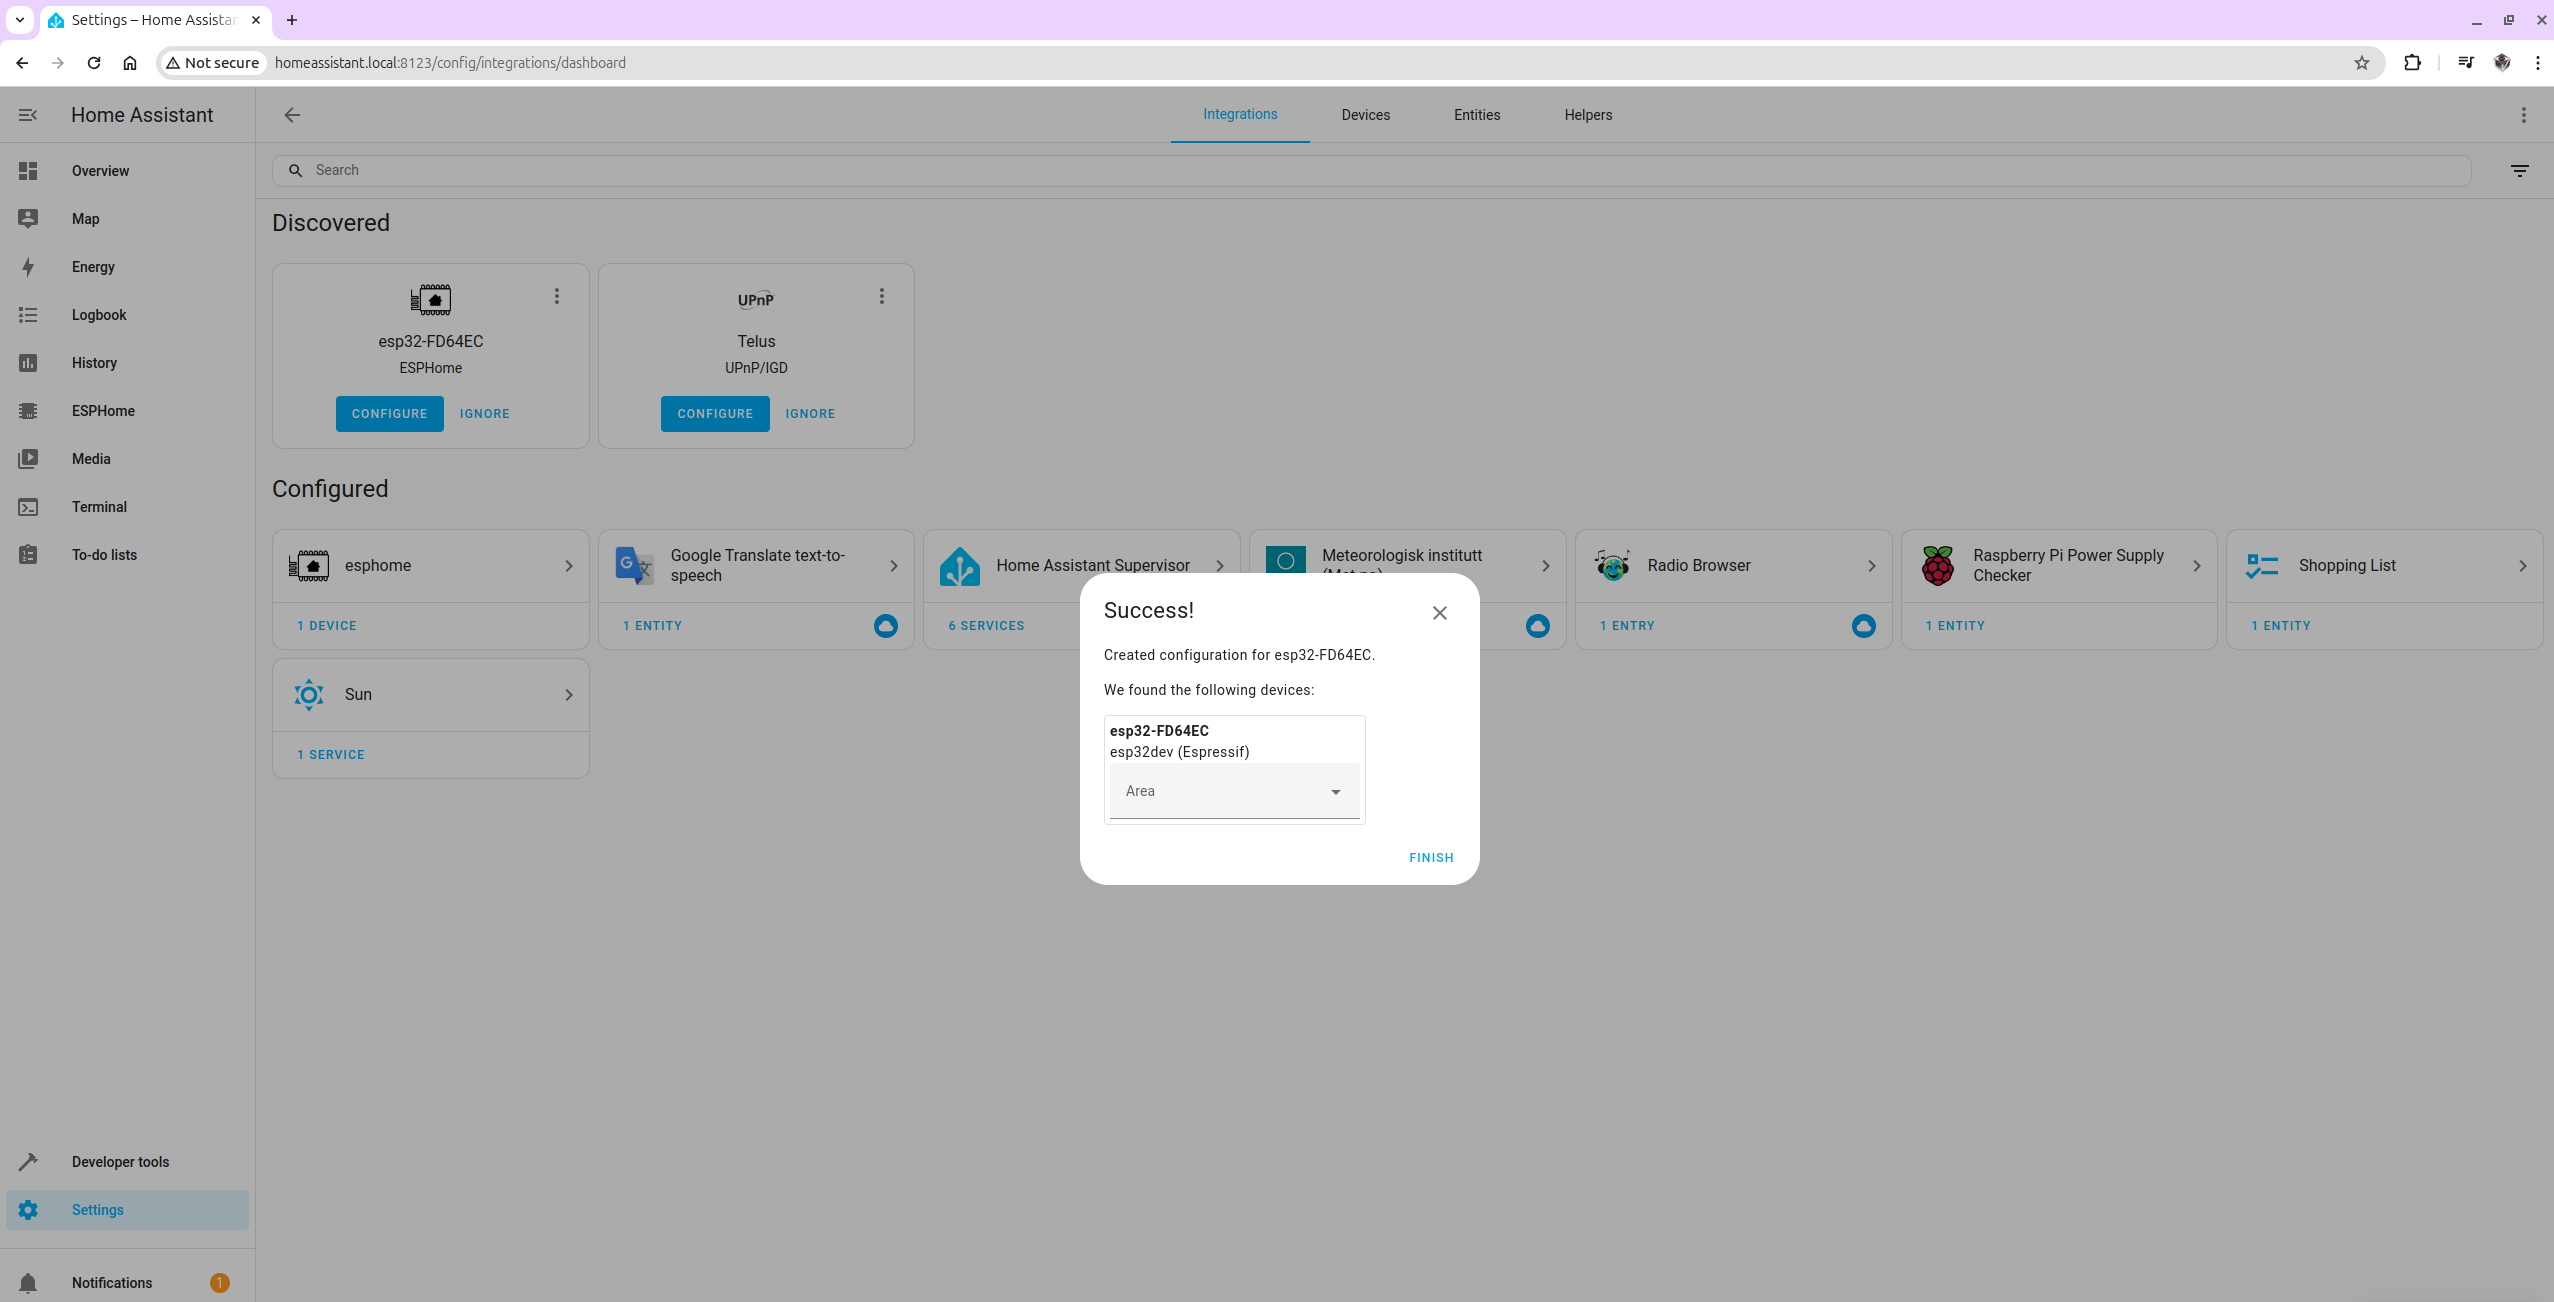 Settings – Home Assistar
Not secure
homeassistant.local:8123/config/integrations/dashboard
Home Assistant
Integrations
Devices
Entities
Helpers
Overview
Map
Energy
Logbook
History
ESPHome
Media
Terminal
To-do lists
Developer tools
Settings
Notifications
1
Search
Discovered
esp32-FD64EC
ESPHome
CONFIGURE
IGNORE
UPnP
Telus
UPnP/IGD
CONFIGURE
IGNORE
Configured
esphome
1 DEVICE
Google Translate text-to-
speech
1 ENTITY
Home Assistant Supervisor
6 SERVICES
Meteorologisk institutt
Radio Browser
1 ENTRY
Raspberry Pi Power Supply
Checker
1 ENTITY
Shopping List
1 ENTITY
Sun
1 SERVICE
Success!
Created configuration for esp32-FD64EC.
We found the following devices:
esp32-FD64EC
esp32dev (Espressif)
Area
FINISH